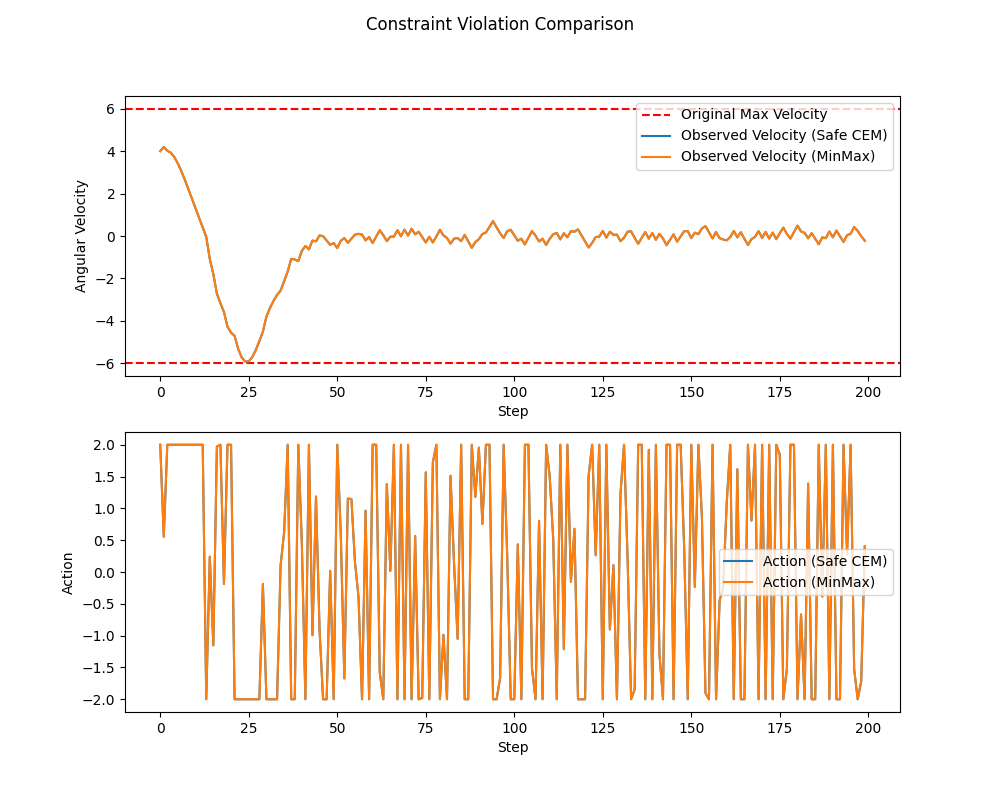 Constraint Violation Comparison
6
4
2
0
−2
−4
−6
Angular Velocity
Original Max Velocity
Observed Velocity (Safe CEM)
Observed Velocity (MinMax)
0 25 50 75 100 125 150 175 200
Step
2.0
1.5
1.0
0.5
0.0
−0.5
−1.0
−1.5
−2.0
Action
Action (Safe CEM)
Action (MinMax)
0 25 50 75 100 125 150 175 200
Step